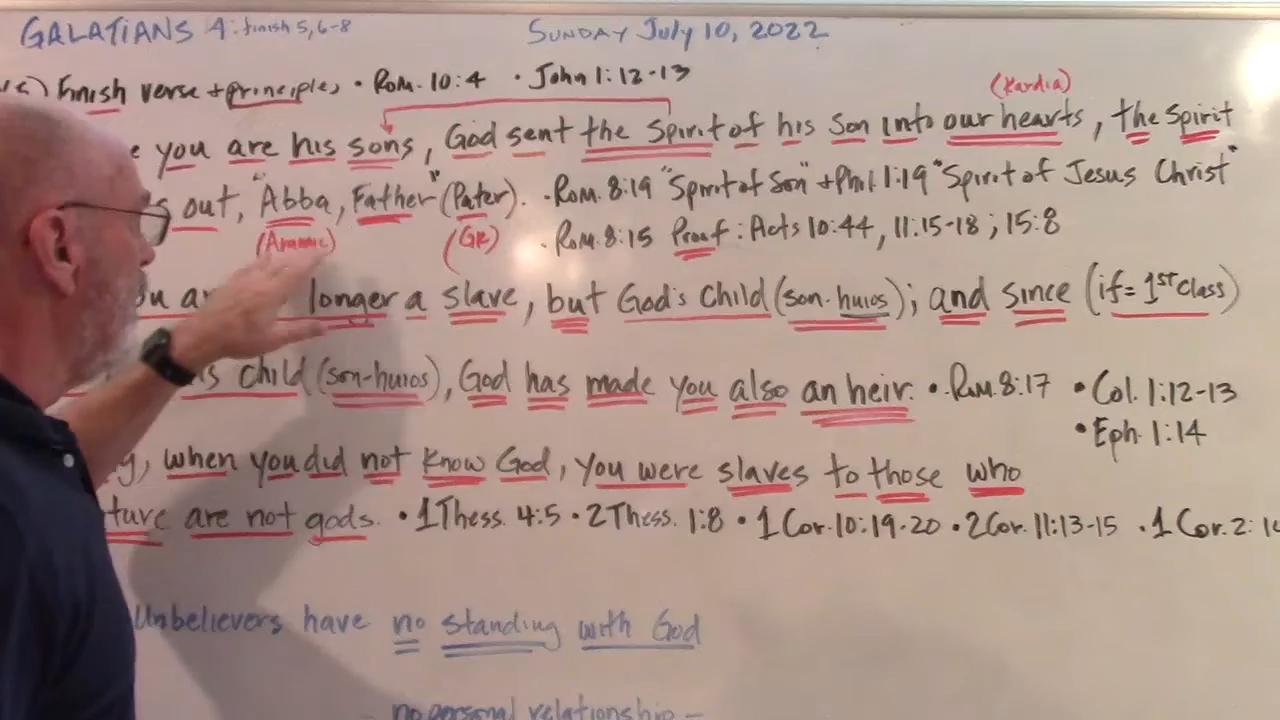 GALATIANS 4: finish 5, 6-8 SUNDAY July 10, 2022
Finish verse + principles • Rom. 10:4 • John 1:12-13
(Kardia)
you are his sons, God sent the Spirit of his Son into our hearts, the Spirit
out, "Abba, Father" (Pater). • Rom. 8:19 "Spirit of Son" + Phil. 1:19 "Spirit of Jesus Christ"
(Aramic) (GR) • Rom. 8:15 Proof: Acts 10:44, 11:15-18; 15:8
longer a slave, but God's child (son-huios); and since (if = 1st class)
child (son-huios), God has made you also an heir. • Rom. 8:17 • Col. 1:12-13
• Eph. 1:14
when you did not know God, you were slaves to those who
are not gods. • 1 Thess. 4:5 • 2 Thess. 1:8 • 1 Cor. 10:19-20 • 2 Cor. 11:13-15 • 1 Cor. 2:
Unbelievers have no standing with God
- no personal relationship -